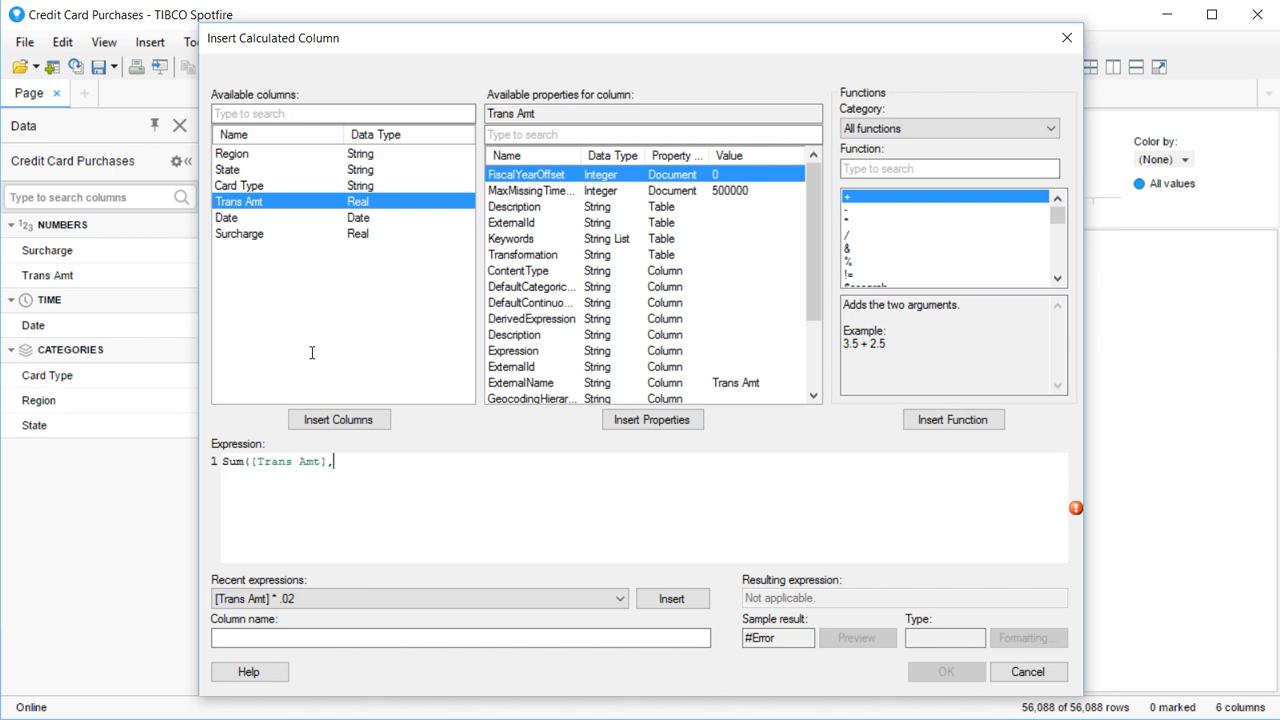 Credit Card Purchases - TIBCO Spotfire
File Edit View Insert
Page ×
Data
Credit Card Purchases
Type to search columns
NUMBERS
Surcharge
Trans Amt
TIME
Date
CATEGORIES
Card Type
Region
State
Insert Calculated Column
Available columns:
Type to search
Name Data Type
Region String
State String
Card Type String
Trans Amt Real
Date Date
Surcharge Real
Insert Columns
Available properties for column:
Trans Amt
Type to search
Name Data Type Property ... Value
FiscalYearOffset Integer Document 0
MaxMissingTime... Integer Document 500000
Description String Table
ExternalId String Table
Keywords String List Table
Transformation String Table
ContentType String Column
DefaultCategoric... String Column
DefaultContinuo... String Column
DerivedExpression String Column
Description String Column
Expression String Column
ExternalId String Column
ExternalName String Column Trans Amt
GeocodingHierar... String Column
Insert Properties
Functions
Category:
All functions
Function:
Type to search
+
-
*
/
&
%
!=
Adds the two arguments.
Example:
3.5 + 2.5
Insert Function
Expression:
1 Sum([Trans Amt],
Recent expressions:
[Trans Amt] * .02
Insert
Column name:
Resulting expression:
Not applicable.
Sample result:
#Error
Preview
Type:
Formatting...
Help
OK
Cancel
Color by:
(None)
All values
Online
56,088 of 56,088 rows 0 marked 6 columns